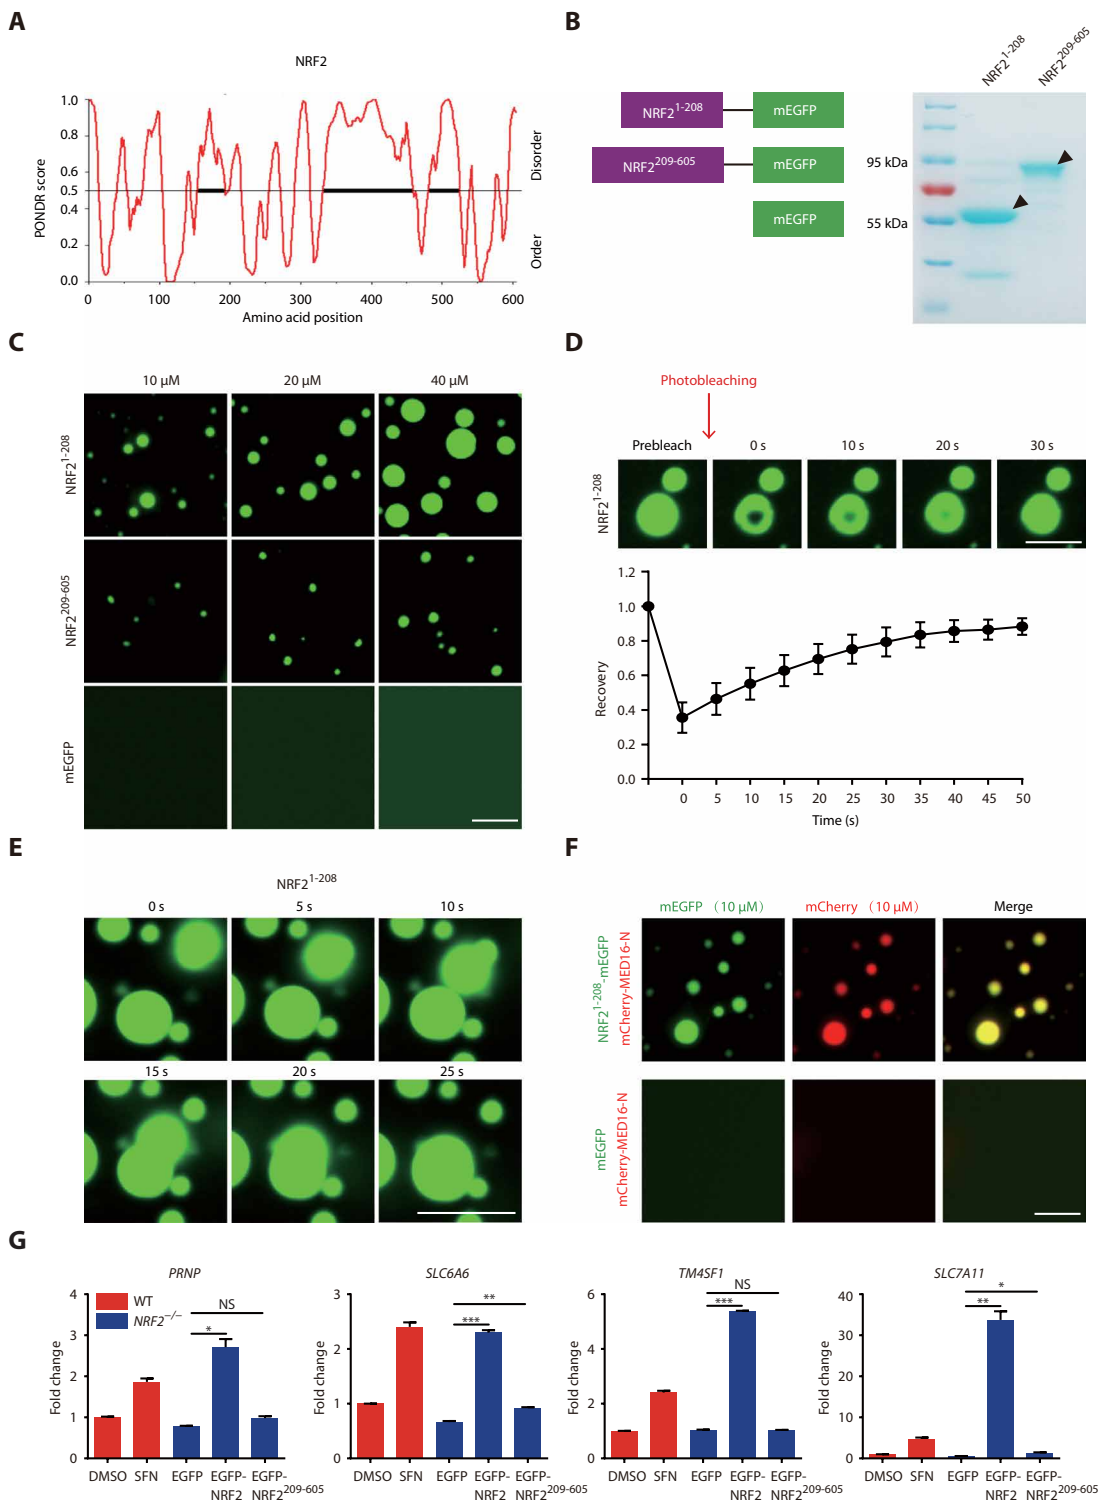 A
NRF2
PONDR score
1.0
0.8
0.6
0.5
0.4
0.2
0.0
Disorder
Order
0 100 200 300 400 500 600
Amino acid position
B
NRF2^1-208 NRF2^209-605
NRF2^1-208 mEGFP
NRF2^209-605 mEGFP
mEGFP
95 kDa
55 kDa
C
10 µM 20 µM 40 µM
NRF2^1-208
NRF2^209-605
mEGFP
D
Photobleaching
Prebleach 0 s 10 s 20 s 30 s
NRF2^1-208
Recovery
1.2
1.0
0.8
0.6
0.4
0.2
0.0
0 5 10 15 20 25 30 35 40 45 50
Time (s)
E
NRF2^1-208
0 s 5 s 10 s
15 s 20 s 25 s
F
mEGFP (10 µM) mCherry (10 µM) Merge
NRF2^1-208-mEGFP
mCherry-MED16-N
mEGFP
mCherry-MED16-N
G
PRNP
Fold change
4
3
2
1
0
WT
NRF2^−/−
NS
*
DMSO SFN EGFP EGFP-NRF2 EGFP-NRF2^209-605
SLC6A6
Fold change
3
2
1
0
**
***
DMSO SFN EGFP EGFP-NRF2 EGFP-NRF2^209-605
TM4SF1
Fold change
6
4
2
0
NS
***
DMSO SFN EGFP EGFP-NRF2 EGFP-NRF2^209-605
SLC7A11
Fold change
40
30
20
10
0
*
**
DMSO SFN EGFP EGFP-NRF2 EGFP-NRF2^209-605